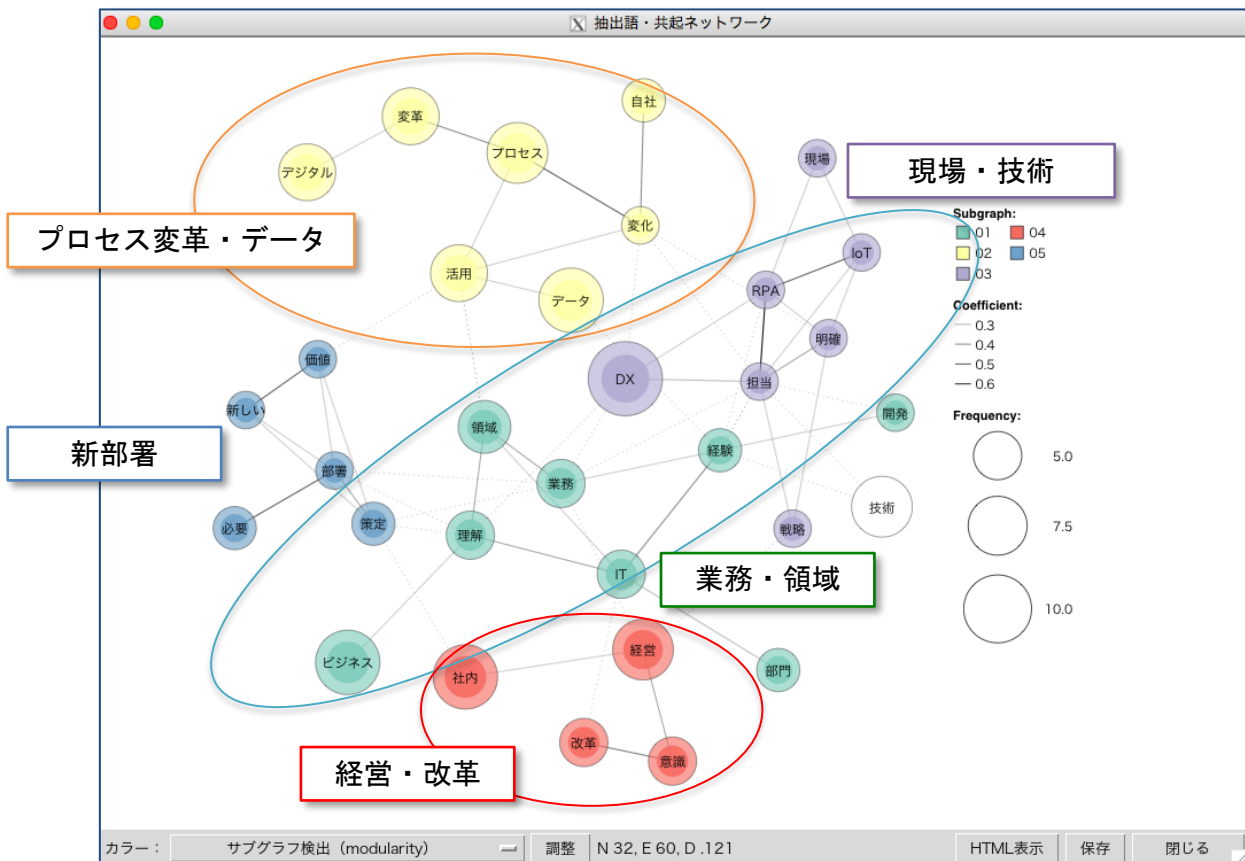 抽出語・共起ネットワーク
自社
変革
プロセス
現場
現場・技術
デジタル
Subgraph:
01 04
02 05
03
プロセス変革・データ
変化
IoT
活用
RPA
データ
Coefficient:
0.3
0.4
0.5
0.6
明確
価値
DX
担当
新しい
開発
Frequency:
5.0
7.5
10.0
領域
新部署
経験
部署
業務
技術
必要
策定
理解
戦略
IT
業務・領域
ビジネス
社内
経営
部門
改革
意識
経営・改革
カラー：
サブグラフ検出（modularity）
調整
N 32, E 60, D .121
HTML表示
保存
閉じる